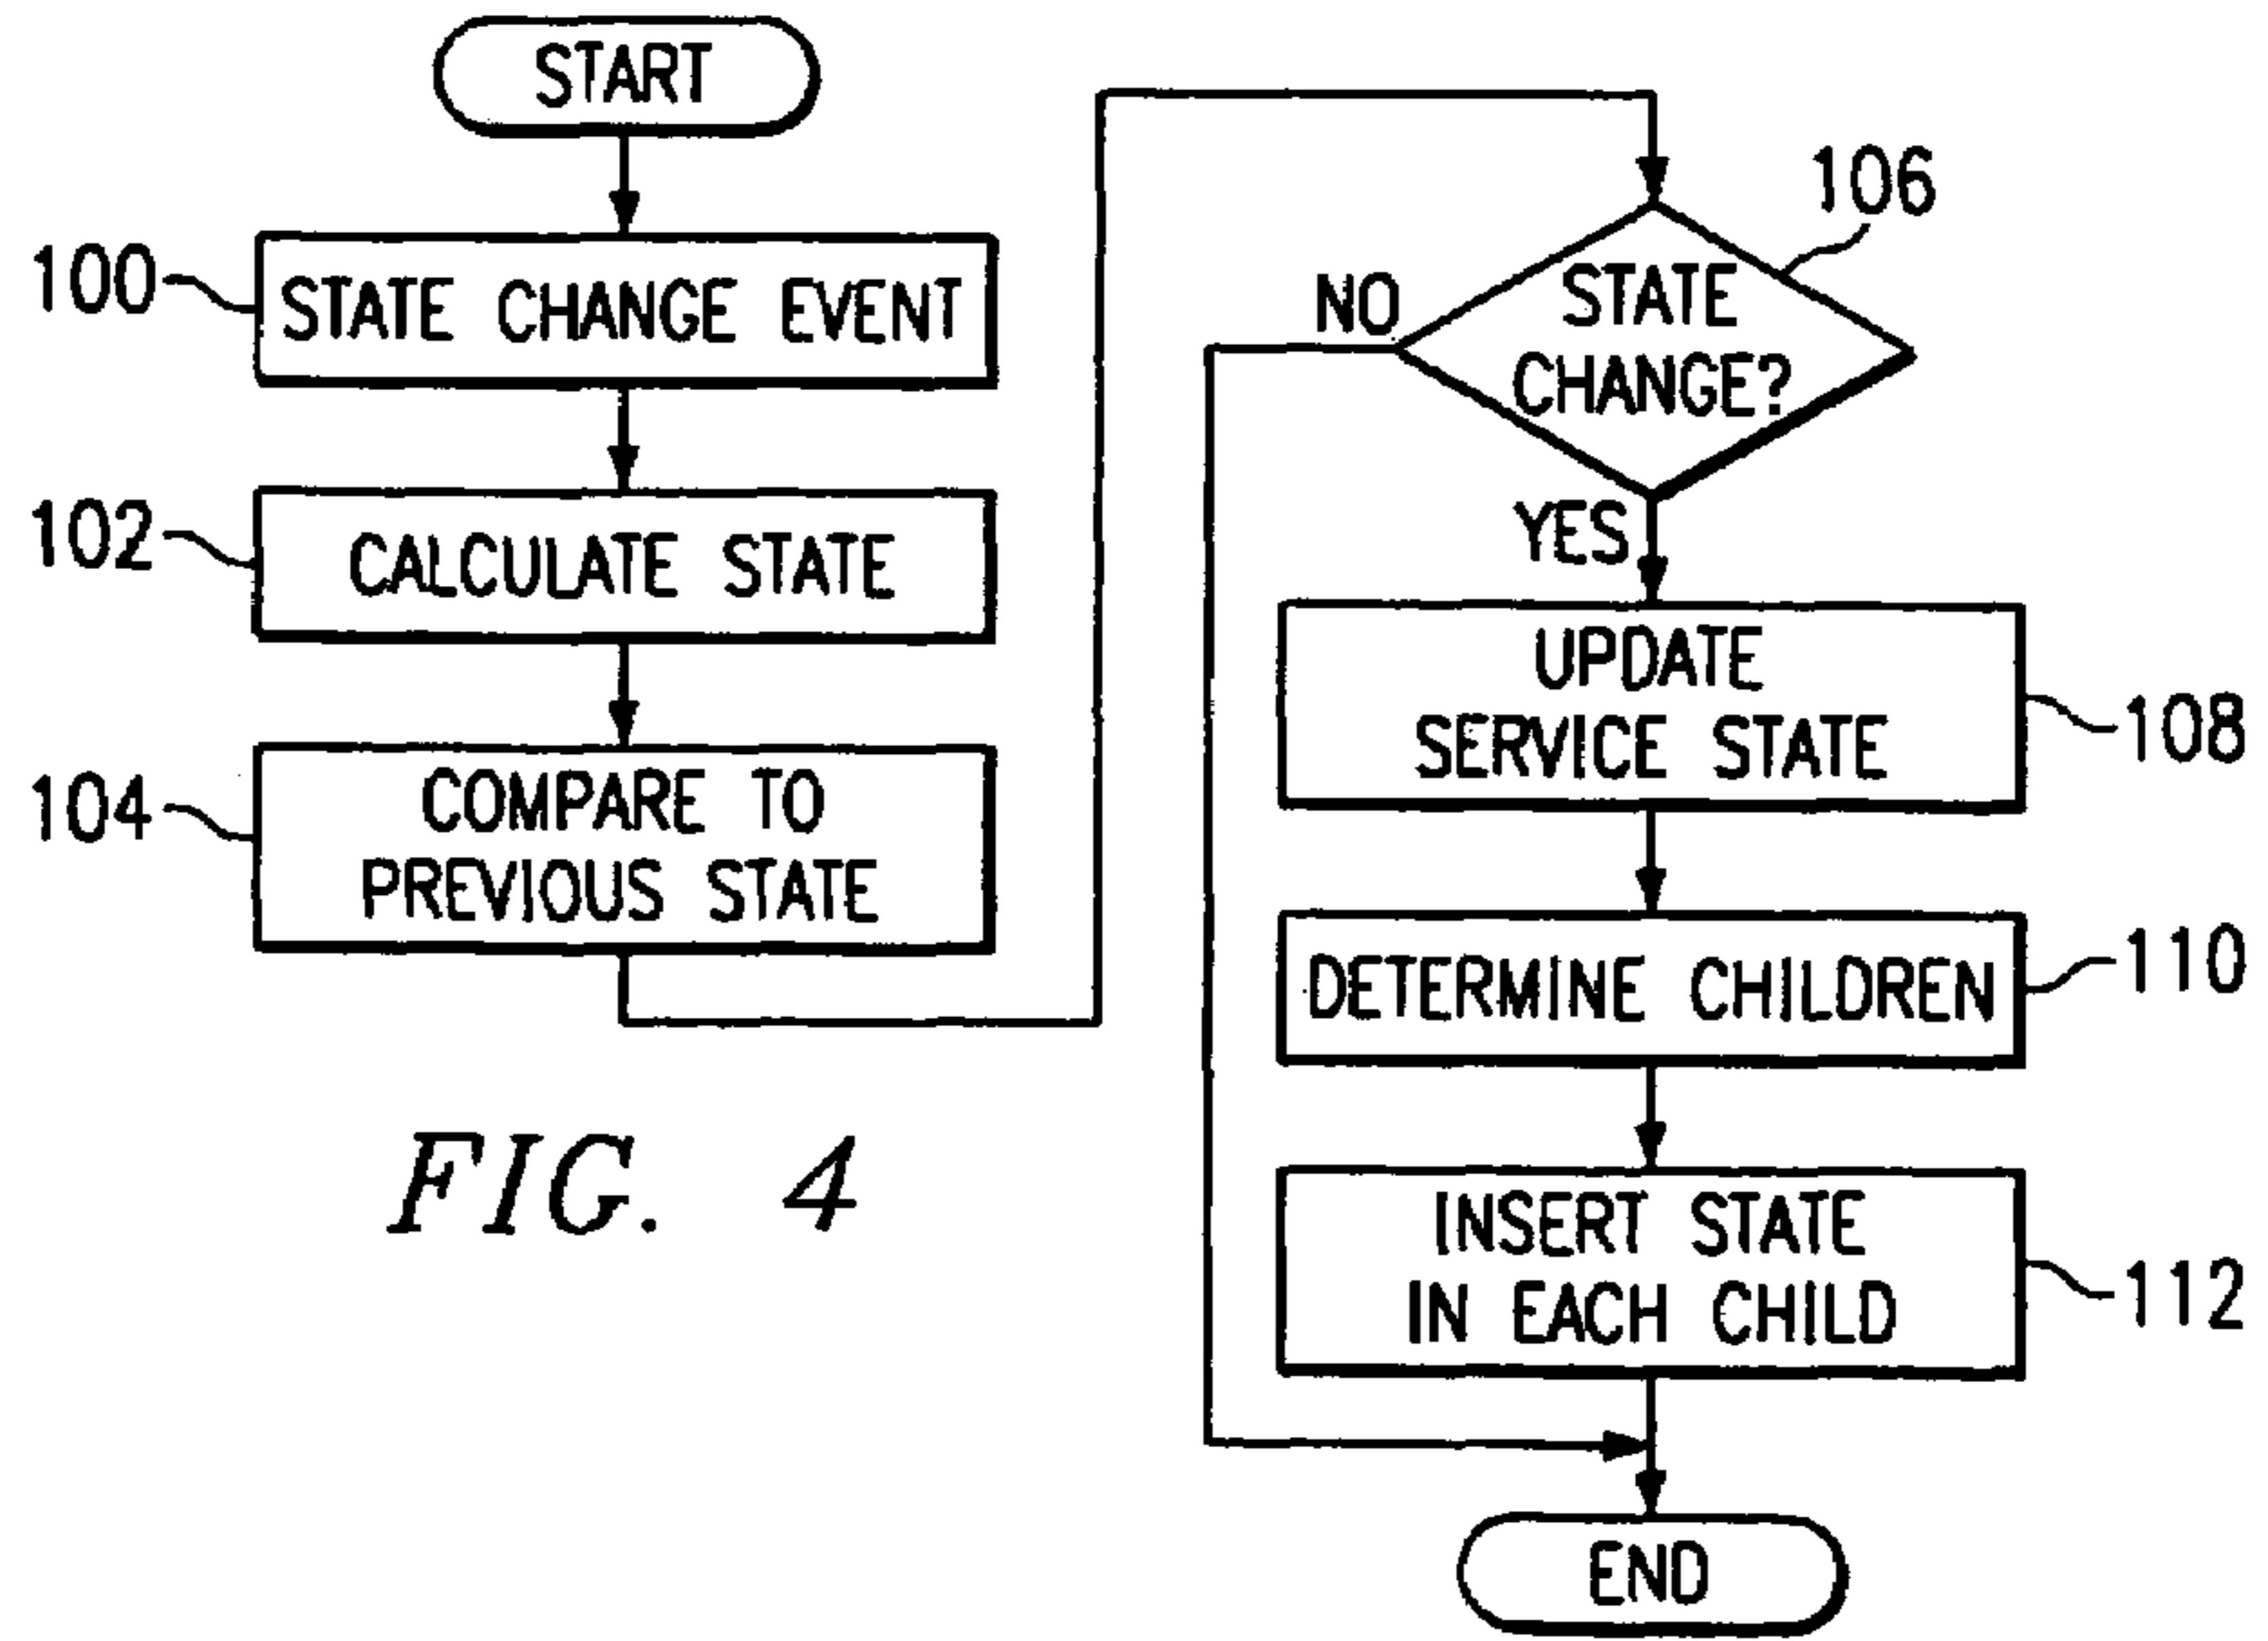 START
100
STATE CHANGE EVENT
102
CALCULATE STATE
104
COMPARE TO
PREVIOUS STATE
106
STATE
CHANGE?
NO
YES
UPDATE
SERVICE STATE
108
DETERMINE CHILDREN
110
INSERT STATE
IN EACH CHILD
112
END
FIG. 4